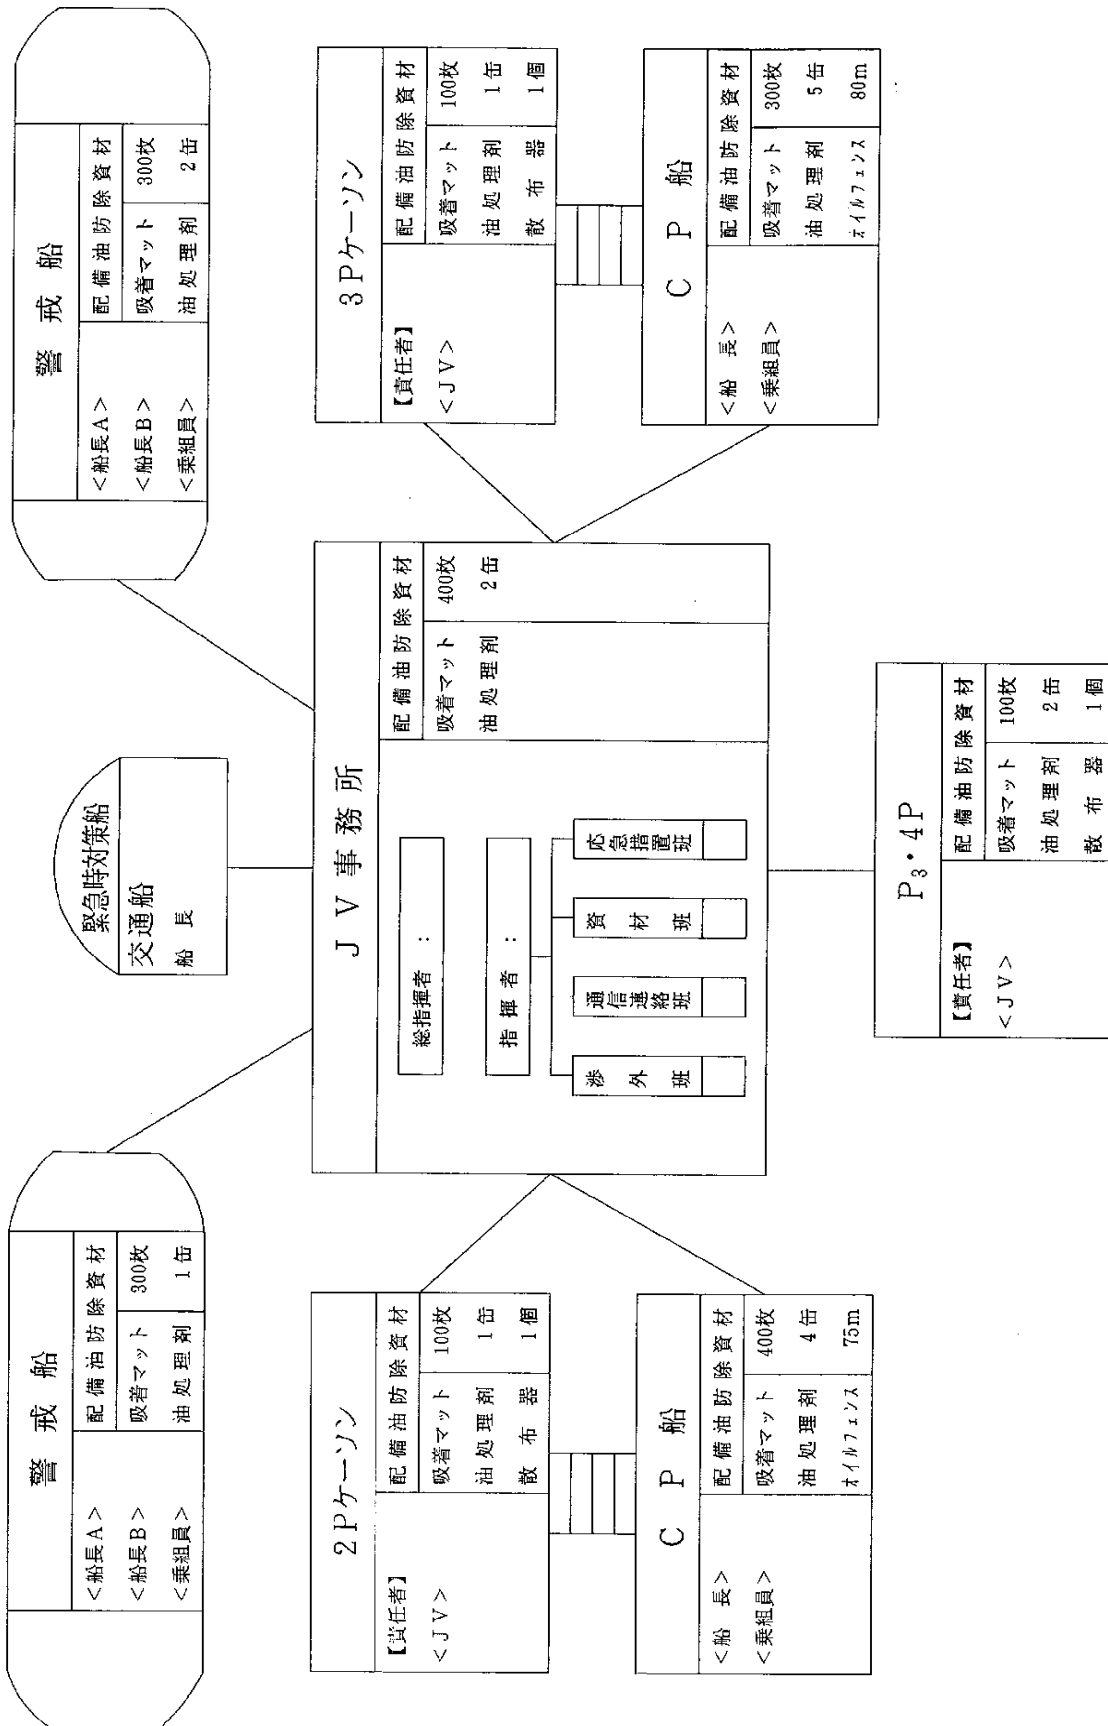 警戒船
<船長A>
<船長B>
<乗組員>
配備油防除資材
吸着マット 300枚
油処理剤 1缶
緊急時対策船
交通船
船長
警戒船
<船長A>
<船長B>
<乗組員>
配備油防除資材
吸着マット 300枚
油処理剤 2缶
2Pケーソン
【責任者】
<JV>
配備油防除資材
吸着マット 100枚
油処理剤 1缶
散布器 1個
CP船
<船長>
<乗組員>
配備油防除資材
吸着マット 400枚
油処理剤 4缶
オイルフェンス 75m
JV事務所
総指揮者:
指揮者:
渉外班
通信連絡班
資材班
応急措置班
配備油防除資材
吸着マット 400枚
油処理剤 2缶
3Pケーソン
【責任者】
<JV>
配備油防除資材
吸着マット 100枚
油処理剤 1缶
散布器 1個
CP船
<船長>
<乗組員>
配備油防除資材
吸着マット 300枚
油処理剤 5缶
オイルフェンス 80m
P₃・4P
【責任者】
<JV>
配備油防除資材
吸着マット 100枚
油処理剤 2缶
散布器 1個